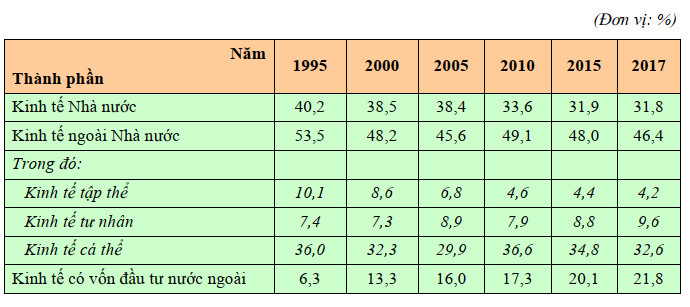 (Đơn vị: %)
Năm
Thành phần
1995 2000 2005 2010 2015 2017
Kinh tế Nhà nước 40,2 38,5 38,4 33,6 31,9 31,8
Kinh tế ngoài Nhà nước 53,5 48,2 45,6 49,1 48,0 46,4
Trong đó:
Kinh tế tập thể 10,1 8,6 6,8 4,6 4,4 4,2
Kinh tế tư nhân 7,4 7,3 8,9 7,9 8,8 9,6
Kinh tế cá thể 36,0 32,3 29,9 36,6 34,8 32,6
Kinh tế có vốn đầu tư nước ngoài 6,3 13,3 16,0 17,3 20,1 21,8